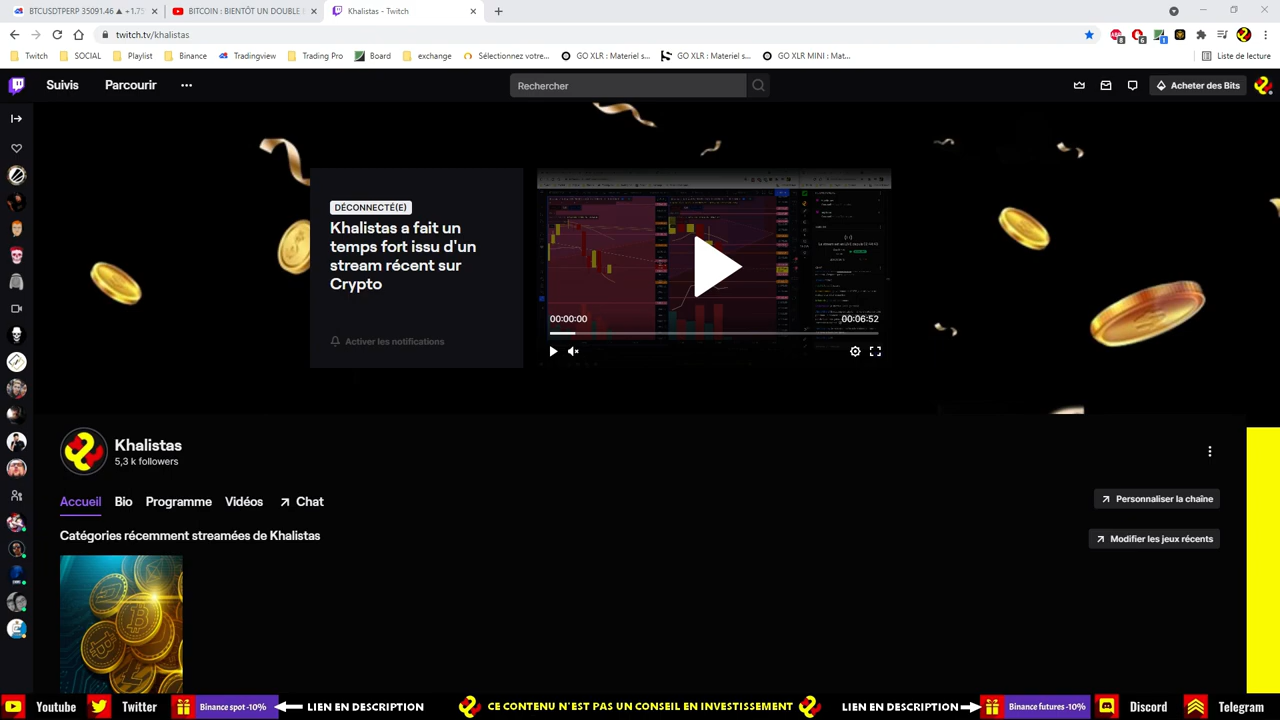 BTCUSDTPERP 35091.46 ▲ +1.75
BITCOIN : BIENTÔT UN DOUBLE
Khalistas - Twitch
twitch.tv/khalistas
Twitch
SOCIAL
Playlist
Binance
Tradingview
Trading Pro
Board
exchange
Sélectionnez votre...
GO XLR : Materiel s...
GO XLR : Materiel s...
GO XLR MINI : Mat...
Liste de lecture
Suivis
Parcourir
Rechercher
Acheter des Bits
DÉCONNECTÉ(E)
Khalistas a fait un
temps fort issu d'un
stream récent sur
Crypto
Activer les notifications
00:00:00
00:06:52
Khalistas
5,3 k followers
Accueil
Bio
Programme
Vidéos
Chat
Personnaliser la chaîne
Catégories récemment streamées de Khalistas
Modifier les jeux récents
Youtube
Twitter
Binance spot -10%
LIEN EN DESCRIPTION
CE CONTENU N'EST PAS UN CONSEIL EN INVESTISSEMENT
LIEN EN DESCRIPTION
Binance futures -10%
Discord
Telegram